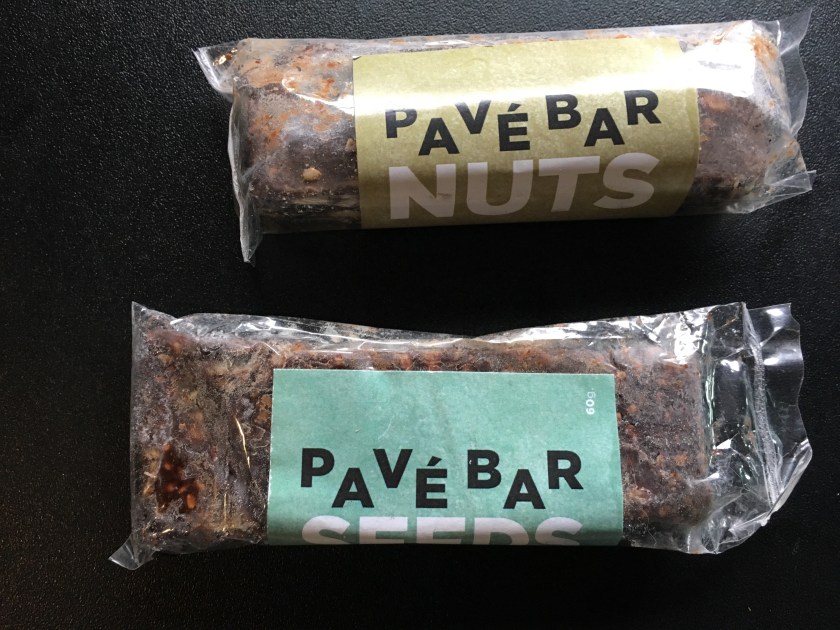 PAVÉ BAR
NUTS
60g.
PAVÉ BAR
SEEDS